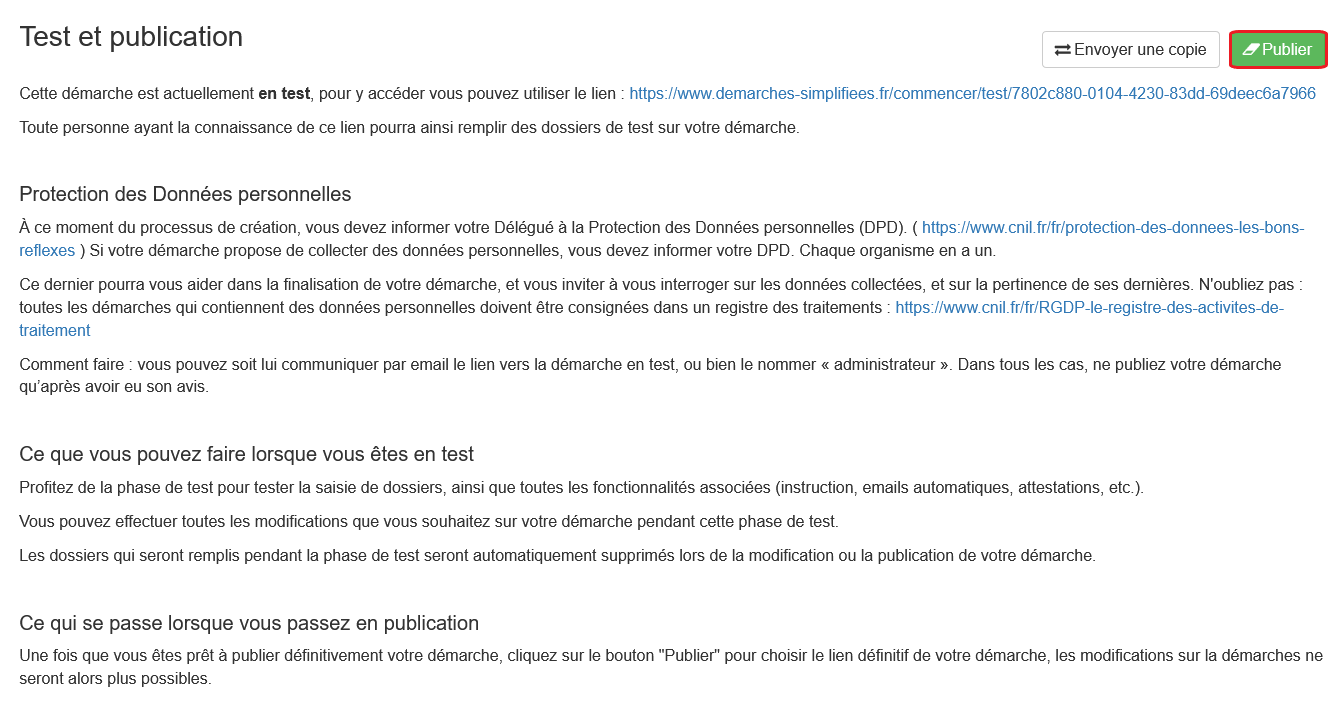 Test et publication
Envoyer une copie
Publier
Cette démarche est actuellement en test, pour y accéder vous pouvez utiliser le lien : https://www.demarches-simplifiees.fr/commencer/test/7802c880-0104-4230-83dd-69deec6a7966
Toute personne ayant la connaissance de ce lien pourra ainsi remplir des dossiers de test sur votre démarche.
Protection des Données personnelles
À ce moment du processus de création, vous devez informer votre Délégué à la Protection des Données personnelles (DPD). ( https://www.cnil.fr/fr/protection-des-donnees-les-bons-
reflexes ) Si votre démarche propose de collecter des données personnelles, vous devez informer votre DPD. Chaque organisme en a un.
Ce dernier pourra vous aider dans la finalisation de votre démarche, et vous inviter à vous interroger sur les données collectées, et sur la pertinence de ses dernières. N'oubliez pas :
toutes les démarches qui contiennent des données personnelles doivent être consignées dans un registre des traitements : https://www.cnil.fr/fr/RGDP-le-registre-des-activites-de-
traitement
Comment faire : vous pouvez soit lui communiquer par email le lien vers la démarche en test, ou bien le nommer « administrateur ». Dans tous les cas, ne publiez votre démarche
qu’après avoir eu son avis.
Ce que vous pouvez faire lorsque vous êtes en test
Profitez de la phase de test pour tester la saisie de dossiers, ainsi que toutes les fonctionnalités associées (instruction, emails automatiques, attestations, etc.).
Vous pouvez effectuer toutes les modifications que vous souhaitez sur votre démarche pendant cette phase de test.
Les dossiers qui seront remplis pendant la phase de test seront automatiquement supprimés lors de la modification ou la publication de votre démarche.
Ce qui se passe lorsque vous passez en publication
Une fois que vous êtes prêt à publier définitivement votre démarche, cliquez sur le bouton "Publier" pour choisir le lien définitif de votre démarche, les modifications sur la démarches ne
seront alors plus possibles.